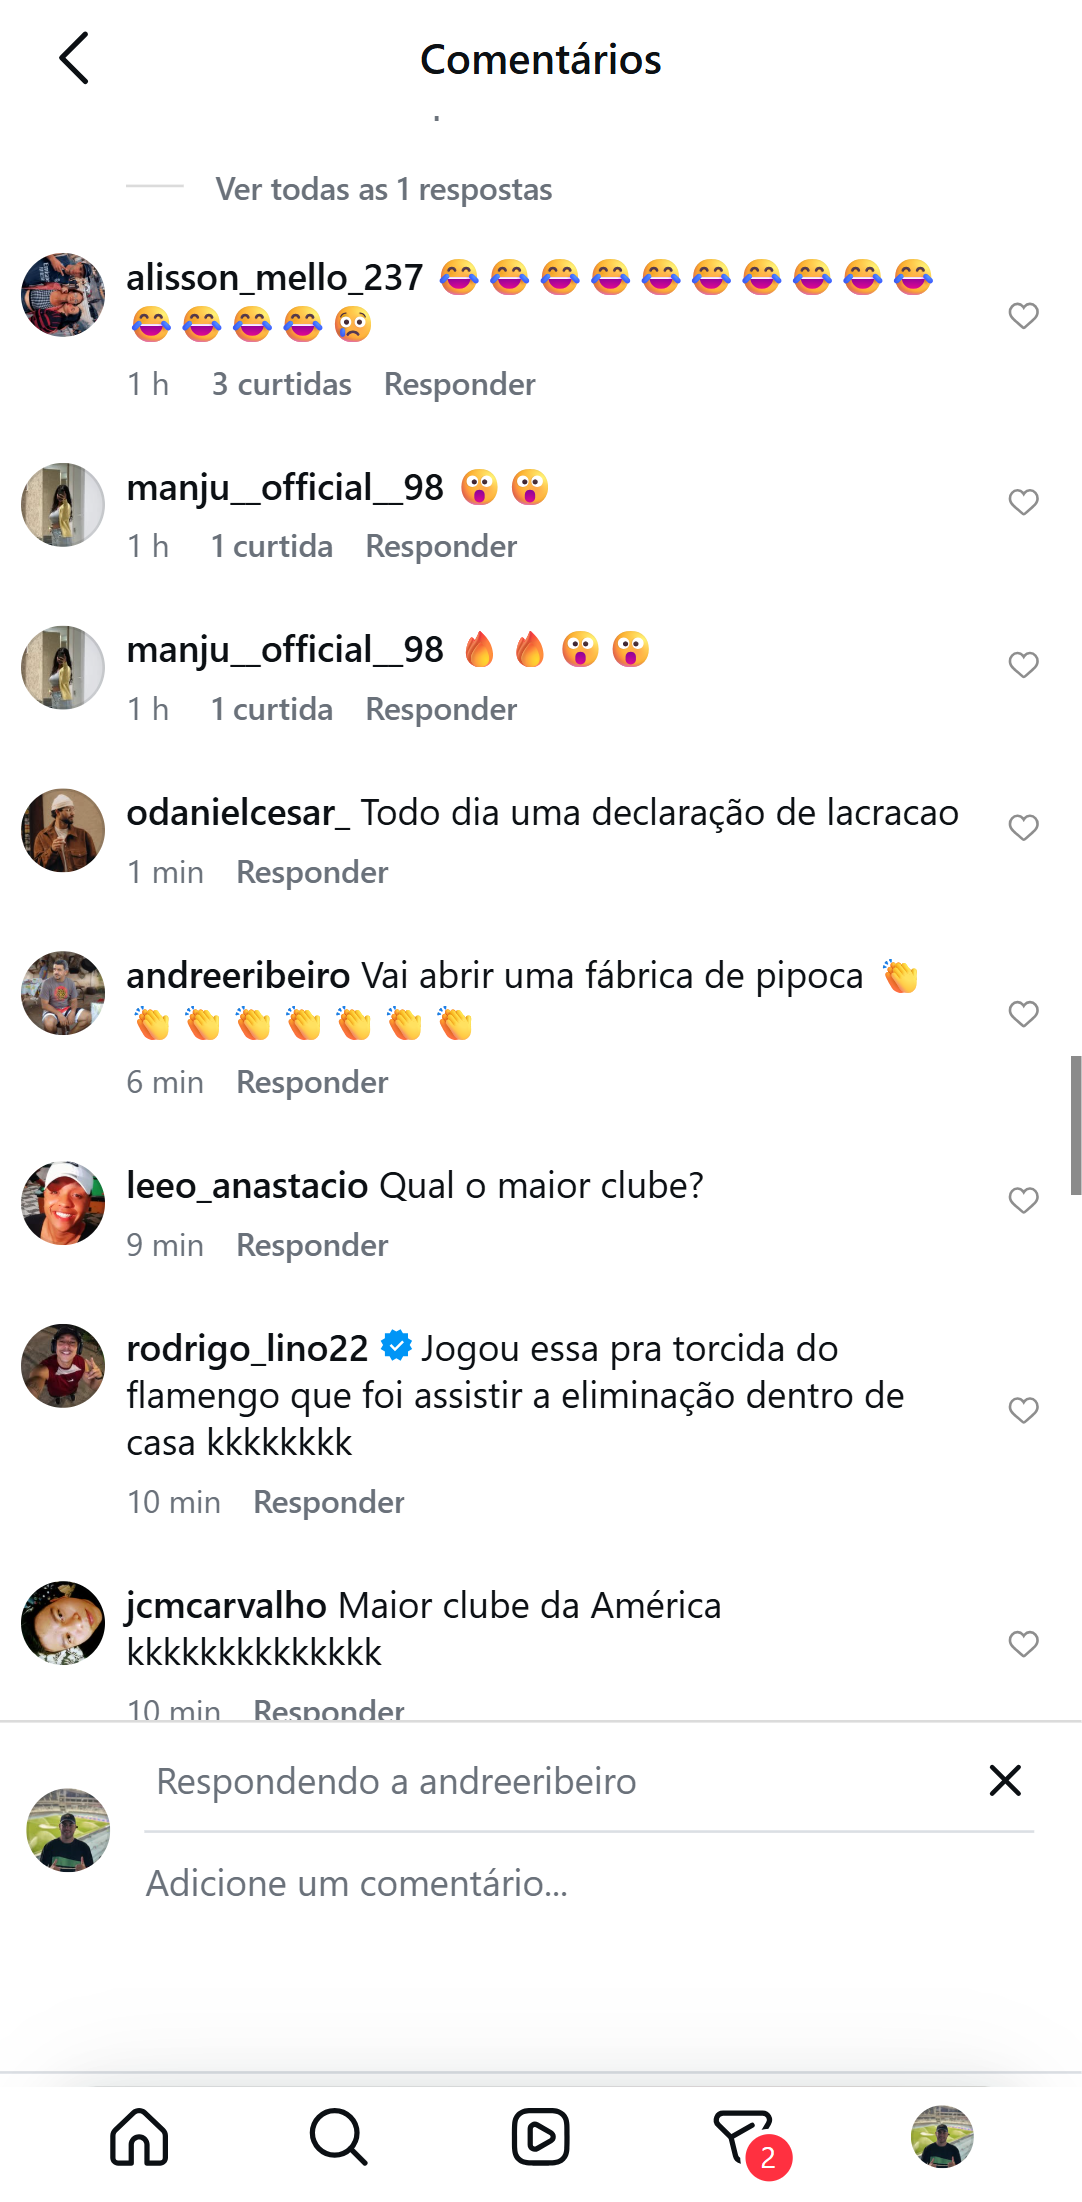 Comentários
Ver todas as 1 respostas
alisson_mello_237 😂😂😂😂😂😂😂😂😂😂
😂😂😂😂😢
1 h 3 curtidas Responder
manju__official__98 😲😲
1 h 1 curtida Responder
manju__official__98 🔥🔥😲😲
1 h 1 curtida Responder
odanielcesar_ Todo dia uma declaração de lacracao
1 min Responder
andreeribeiro Vai abrir uma fábrica de pipoca 👏
👏👏👏👏👏👏👏
6 min Responder
leeo_anastacio Qual o maior clube?
9 min Responder
rodrigo_lino22 Jogou essa pra torcida do
flamengo que foi assistir a eliminação dentro de
casa kkkkkkkk
10 min Responder
jcmcarvalho Maior clube da América
kkkkkkkkkkkkkk
10 min Responder
Respondendo a andreeribeiro
Adicione um comentário...
2